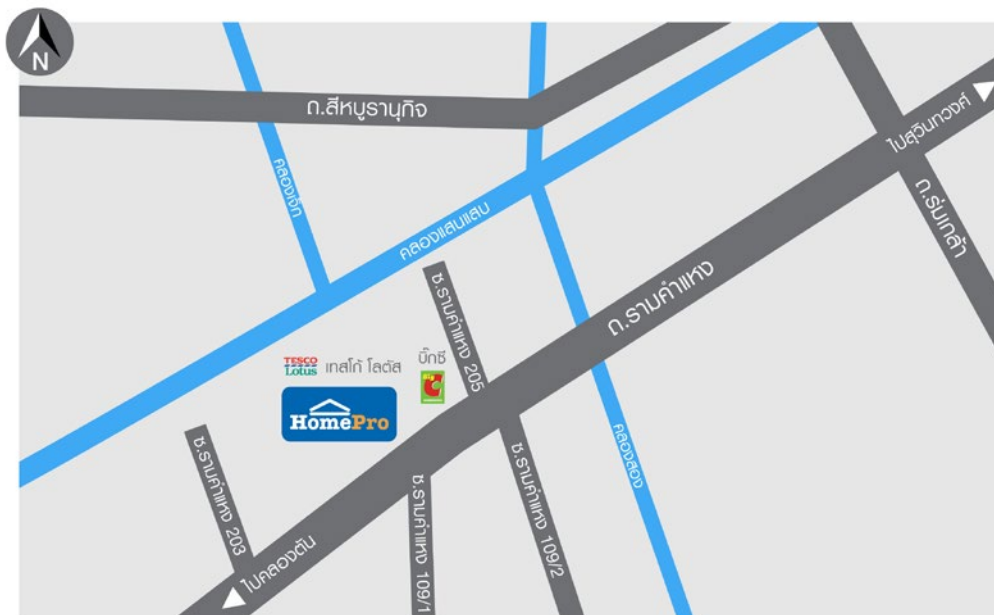 N
ถ.สีหบูรานุกิจ
ไปสุวินทวงศ์
คลองเจ๊ก
ถ.ร่มเกล้า
คลองแสนแสบ
ถ.รามคำแหง
ซ.รามคำแหง 205
บิ๊กซี
TESCO
Lotus
เทสโก้ โลตัส
Big
C
HomePro
ซ.รามคำแหง 203
คลองสอง
ซ.รามคำแหง 109/2
ซ.รามคำแหง 109/1
ไปคลองตัน